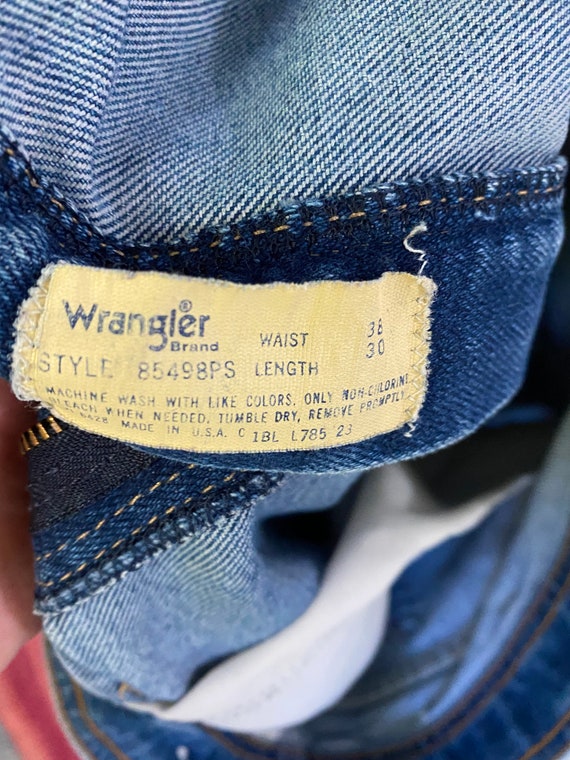 Wrangler®
Brand
WAIST 38
STYLE 85498PS LENGTH 30
MACHINE WASH WITH LIKE COLORS. ONLY NON-CHLORINE
BLEACH WHEN NEEDED. TUMBLE DRY, REMOVE PROMPTLY.
MADE IN U.S.A. C 1BL L785 23